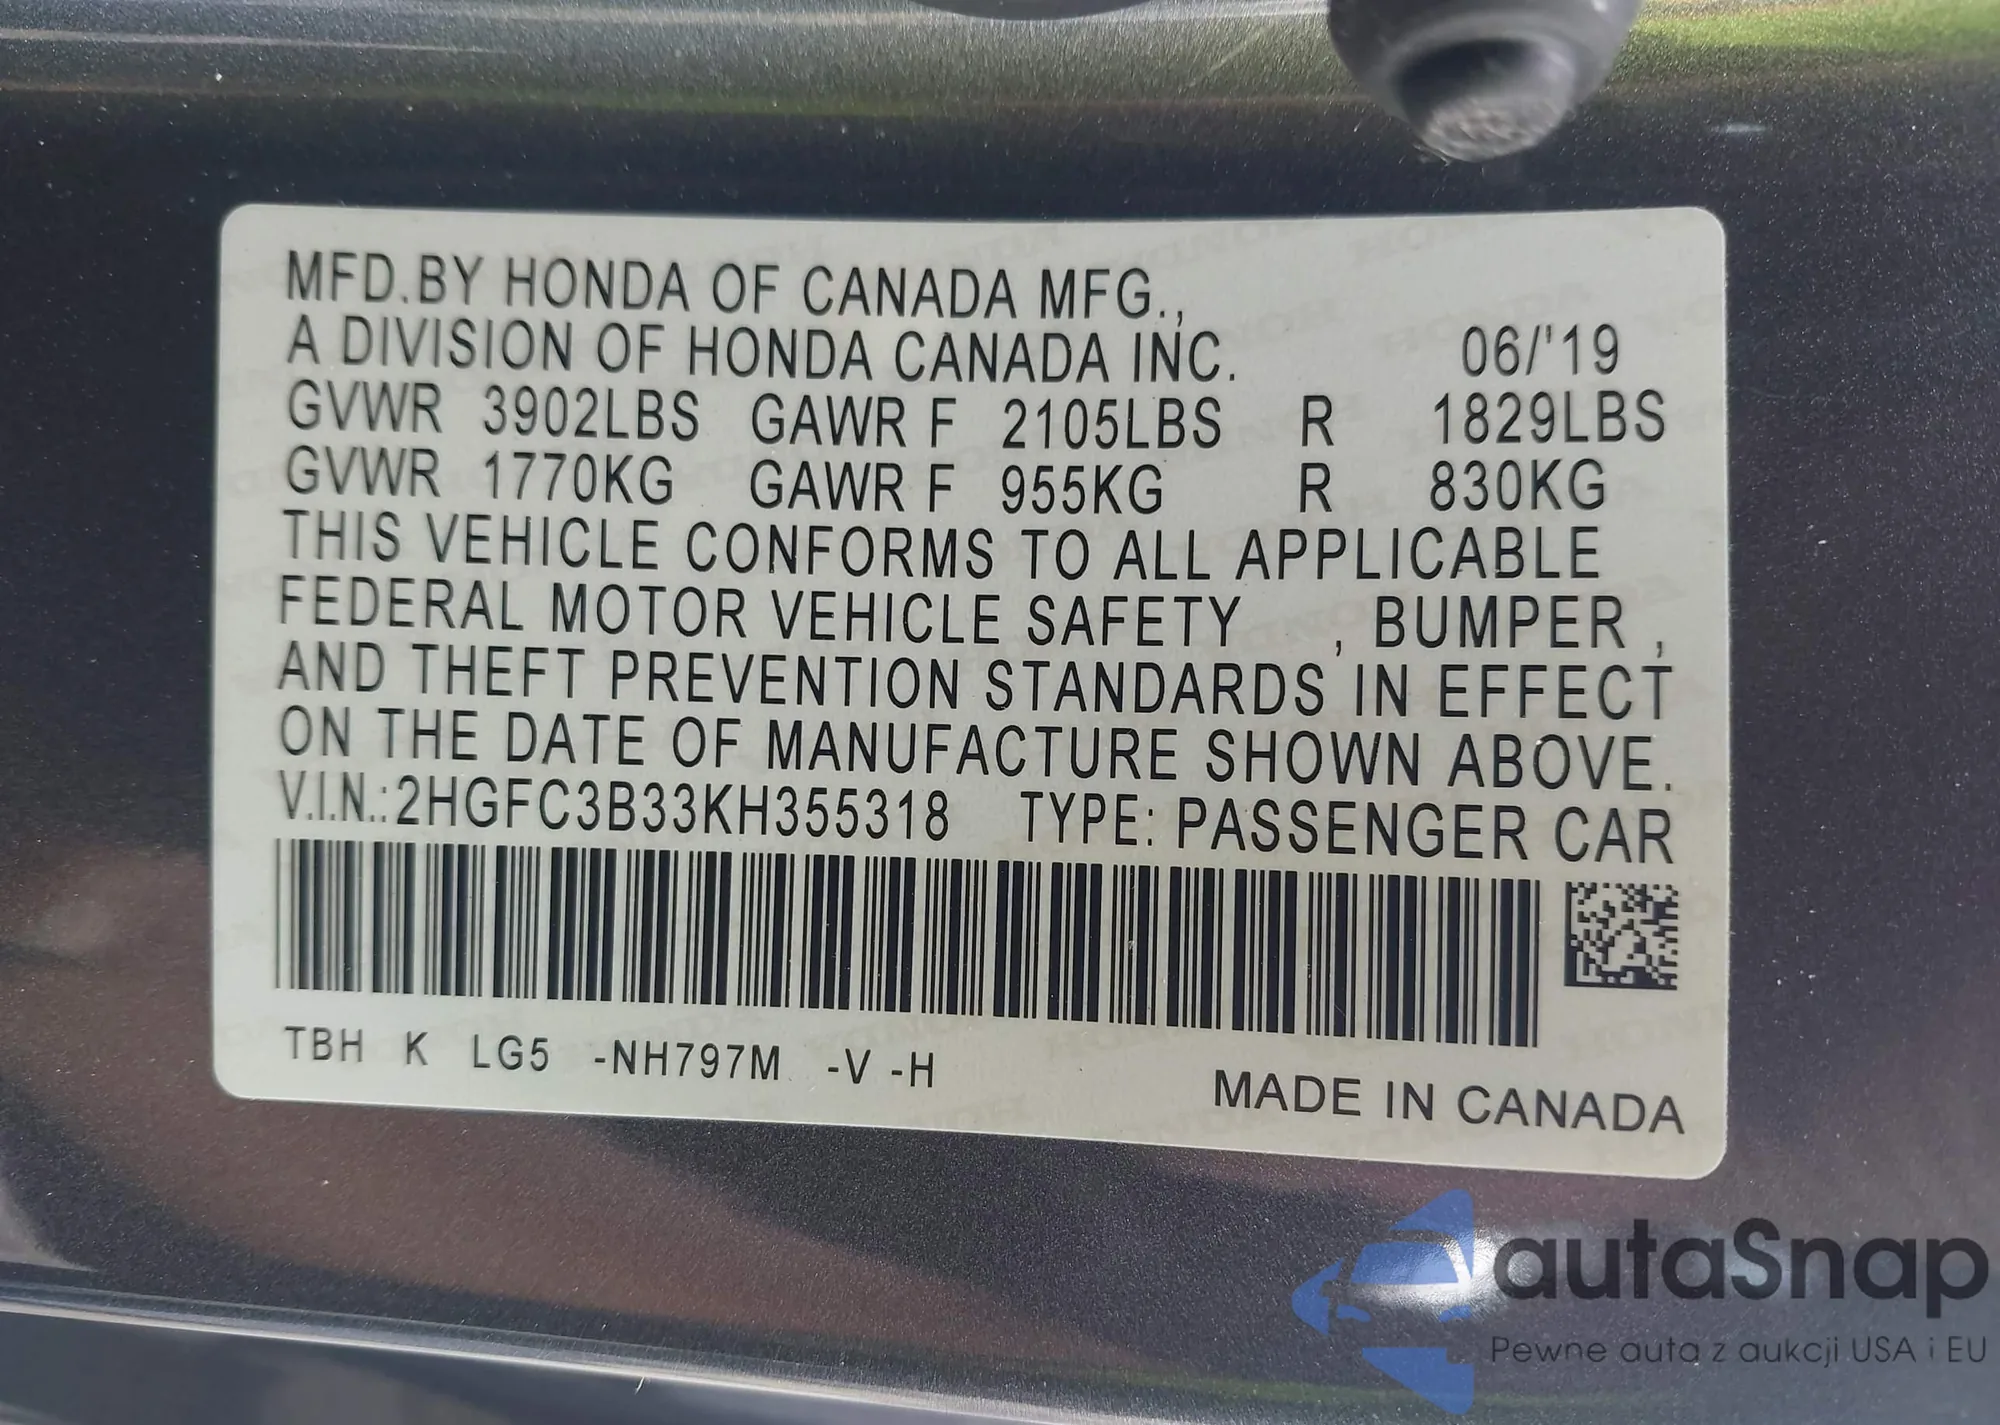 MFD.BY HONDA OF CANADA MFG.,
A DIVISION OF HONDA CANADA INC. 06/'19
GVWR 3902LBS GAWR F 2105LBS R 1829LBS
GVWR 1770KG GAWR F 955KG R 830KG
THIS VEHICLE CONFORMS TO ALL APPLICABLE
FEDERAL MOTOR VEHICLE SAFETY , BUMPER ,
AND THEFT PREVENTION STANDARDS IN EFFECT
ON THE DATE OF MANUFACTURE SHOWN ABOVE.
V.I.N.:2HGFC3B33KH355318 TYPE: PASSENGER CAR
TBH K LG5 -NH797M -V -H
MADE IN CANADA
autaSnap
Pewne auta z aukcji USA i EU